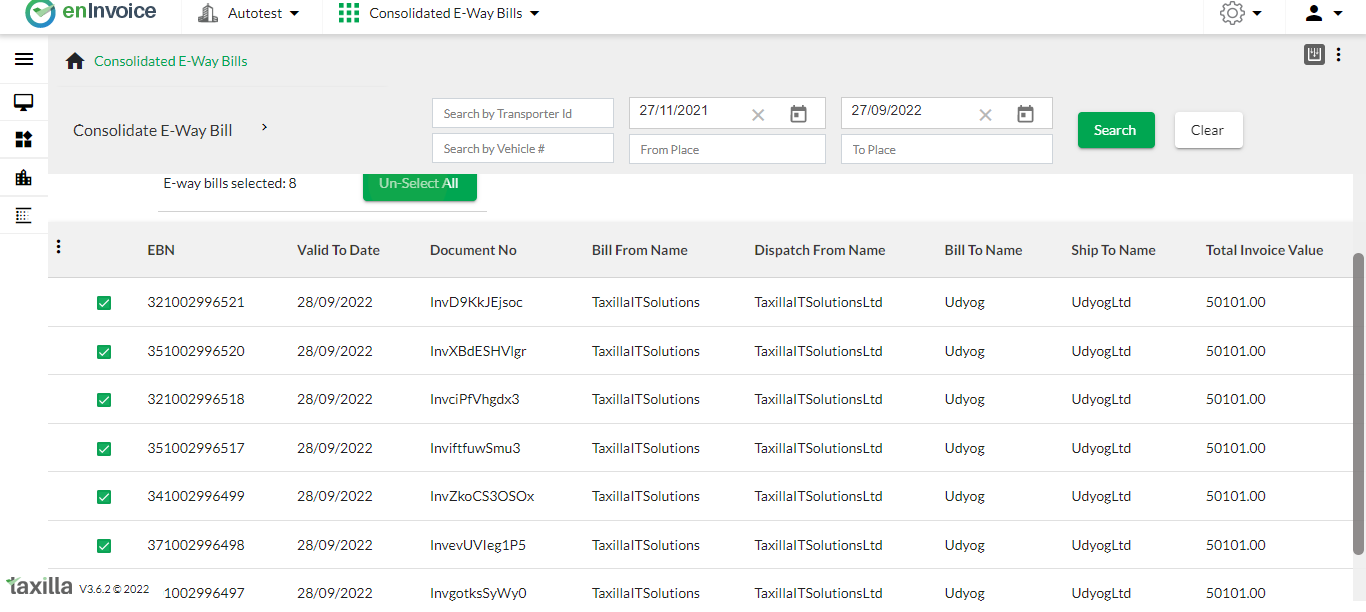 enInvoice Autotest Consolidated E-Way Bills
Consolidated E-Way Bills
Search by Transporter Id 27/11/2021 27/09/2022
Consolidate E-Way Bill Search Clear
Search by Vehicle # From Place To Place
E-way bills selected: 8 Un-Select All
EBN Valid To Date Document No Bill From Name Dispatch From Name Bill To Name Ship To Name Total Invoice Value
321002996521 28/09/2022 InvD9KkJEjsoc TaxillaITSolutions TaxillaITSolutionsLtd Udyog UdyogLtd 50101.00
351002996520 28/09/2022 InvXBdESHVIgr TaxillaITSolutions TaxillaITSolutionsLtd Udyog UdyogLtd 50101.00
321002996518 28/09/2022 InvciPfVhgdx3 TaxillaITSolutions TaxillaITSolutionsLtd Udyog UdyogLtd 50101.00
351002996517 28/09/2022 InviftfuwSmu3 TaxillaITSolutions TaxillaITSolutionsLtd Udyog UdyogLtd 50101.00
341002996499 28/09/2022 InvZkoCS3OSOx TaxillaITSolutions TaxillaITSolutionsLtd Udyog UdyogLtd 50101.00
371002996498 28/09/2022 InvevUVIeg1P5 TaxillaITSolutions TaxillaITSolutionsLtd Udyog UdyogLtd 50101.00
taxilla V3.6.2 © 2022 1002996497 28/09/2022 InvgotksSyWy0 TaxillaITSolutions TaxillaITSolutionsLtd Udyog UdyogLtd 50101.00